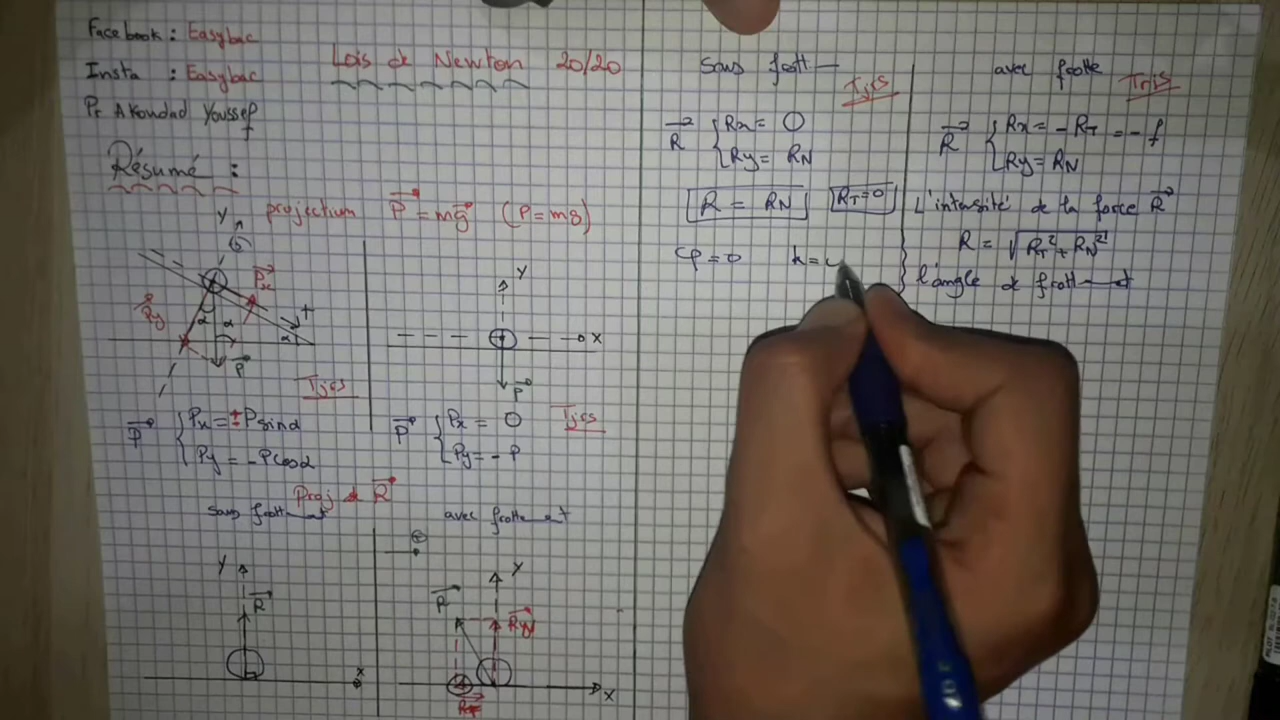 Facebook : Easybac
Insta : Easybac
Pr Akoudad Youssef
Lois de Newton 20/20
Résumé :
projection P = mg (P = mg)
Y
Px
Py
α
α
α
+
P
Y
x
P
Tjrs
P { Px = ± P sinα
Py = - P cosα
P { Px = 0
Py = - P
Tjrs
Proj de R
sans frott
avec frott
Y
R
x
+
Y
R
RN
RT
x
sans frott
Tjrs
R { Rx = 0
Ry = RN
R = RN
RT = 0
φ = 0
avec frotte
Tjrs
R { Rx = - RT = - f
Ry = RN
L'intensité de la force R
R = √RT² + RN²
L'angle de frott